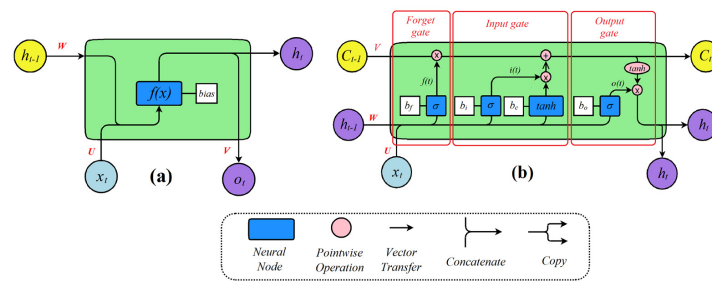 h_{t-1}
W
f(x)
bias
h_t
U
V
x_t
o_t
(a)
Forget gate
Input gate
Output gate
C_{t-1}
V
x
+
C_t
tanh
f(t)
i(t)
x
o(t)
x
b_f
σ
b_i
σ
b_c
tanh
b_o
σ
h_{t-1}
W
h_t
U
x_t
h_t
(b)
Neural Node
Pointwise Operation
Vector Transfer
Concatenate
Copy